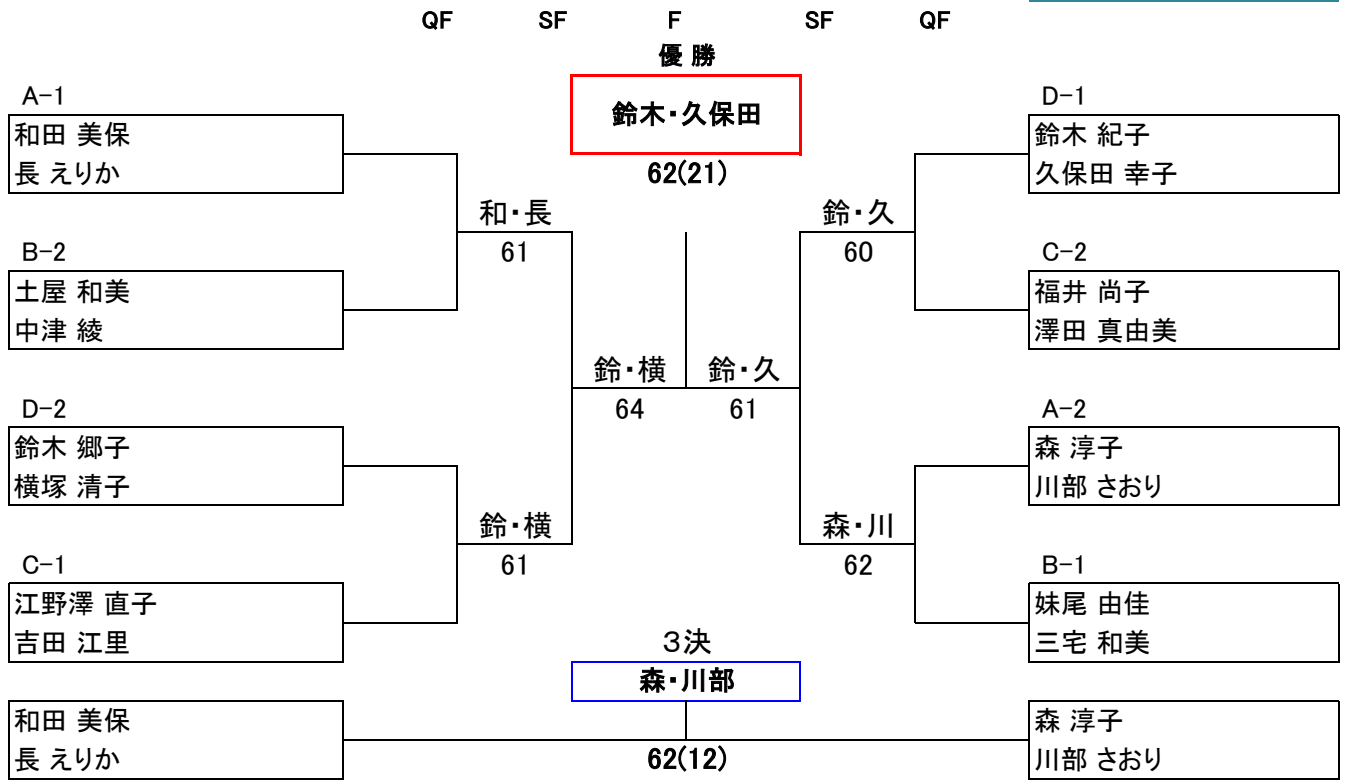 QF SF F SF QF
優 勝
鈴木・久保田
62(21)
A-1
和田 美保
長 えりか
B-2
土屋 和美
中津 綾
D-2
鈴木 郷子
横塚 清子
C-1
江野澤 直子
吉田 江里
和・長
61
鈴・横
61
鈴・横
64
鈴・久
61
鈴・久
60
森・川
62
D-1
鈴木 紀子
久保田 幸子
C-2
福井 尚子
澤田 真由美
A-2
森 淳子
川部 さおり
B-1
妹尾 由佳
三宅 和美
3決
森・川部
62(12)
和田 美保
長 えりか
森 淳子
川部 さおり